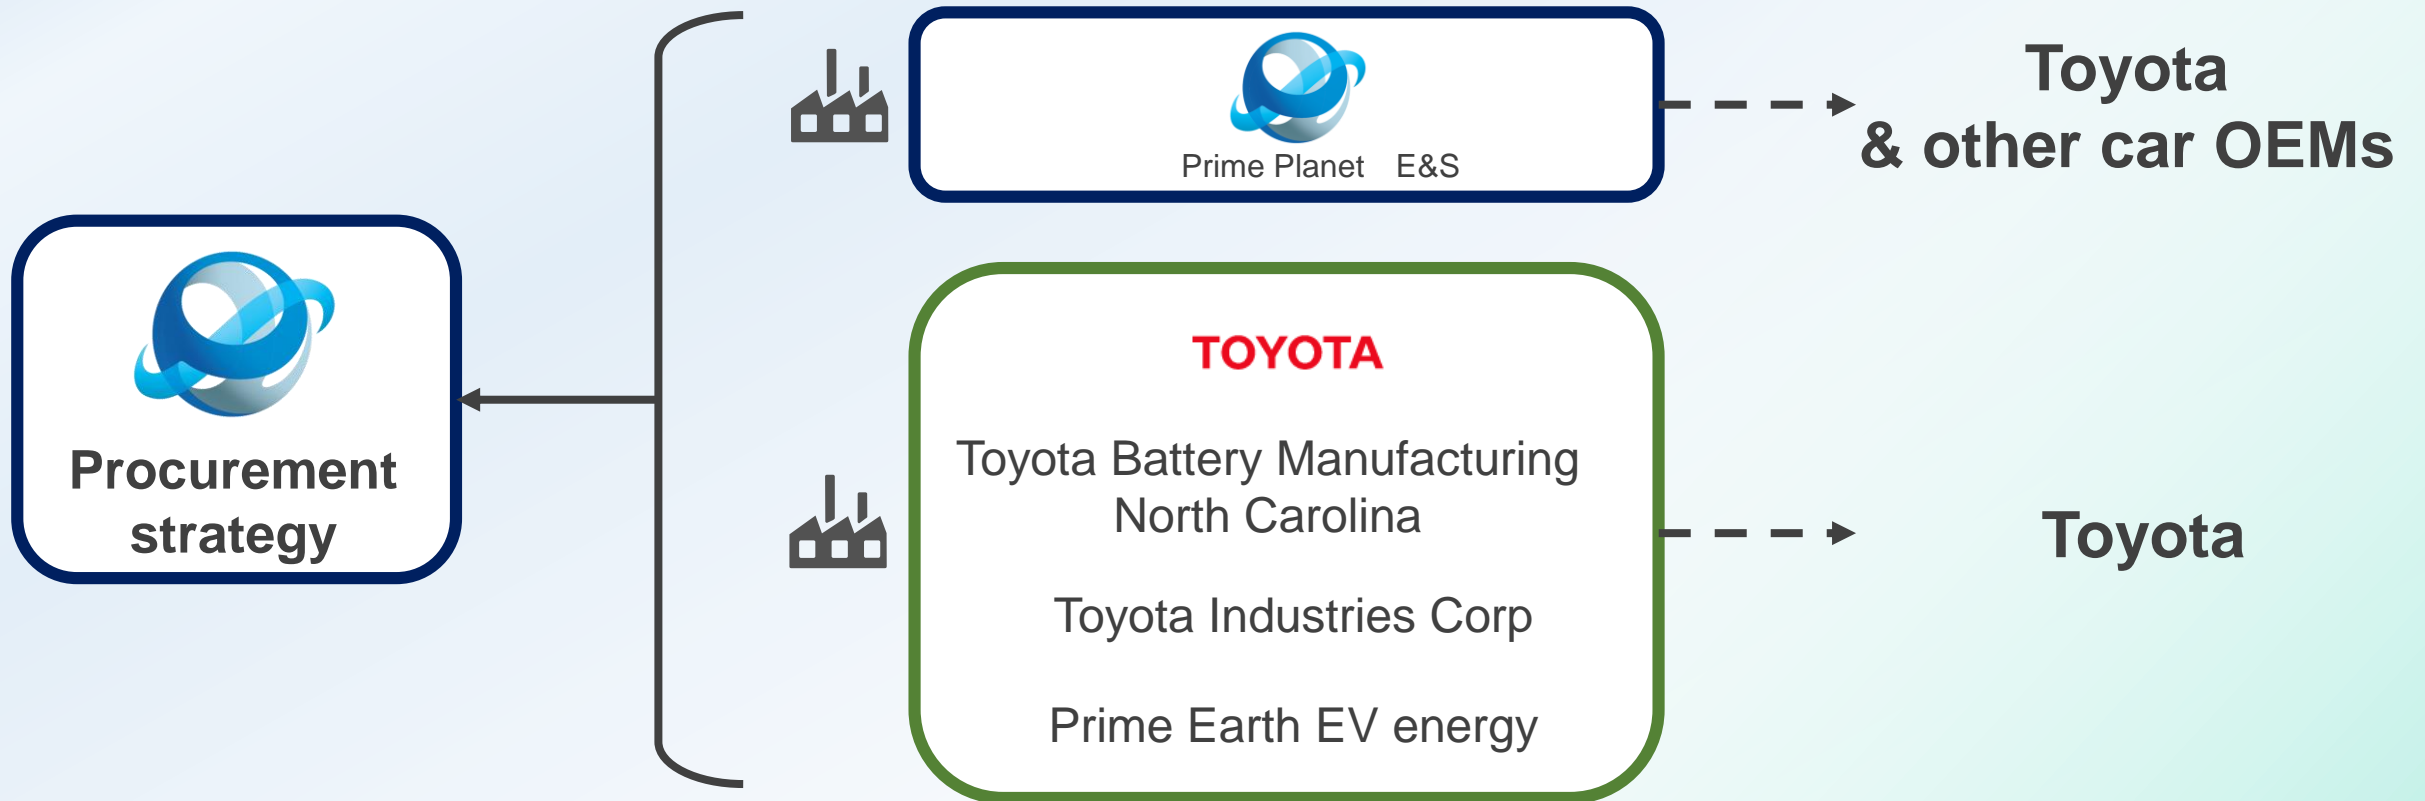 Procurement
strategy
Prime Planet E&S
Toyota
& other car OEMs
TOYOTA
Toyota Battery Manufacturing
North Carolina
Toyota Industries Corp
Prime Earth EV energy
Toyota